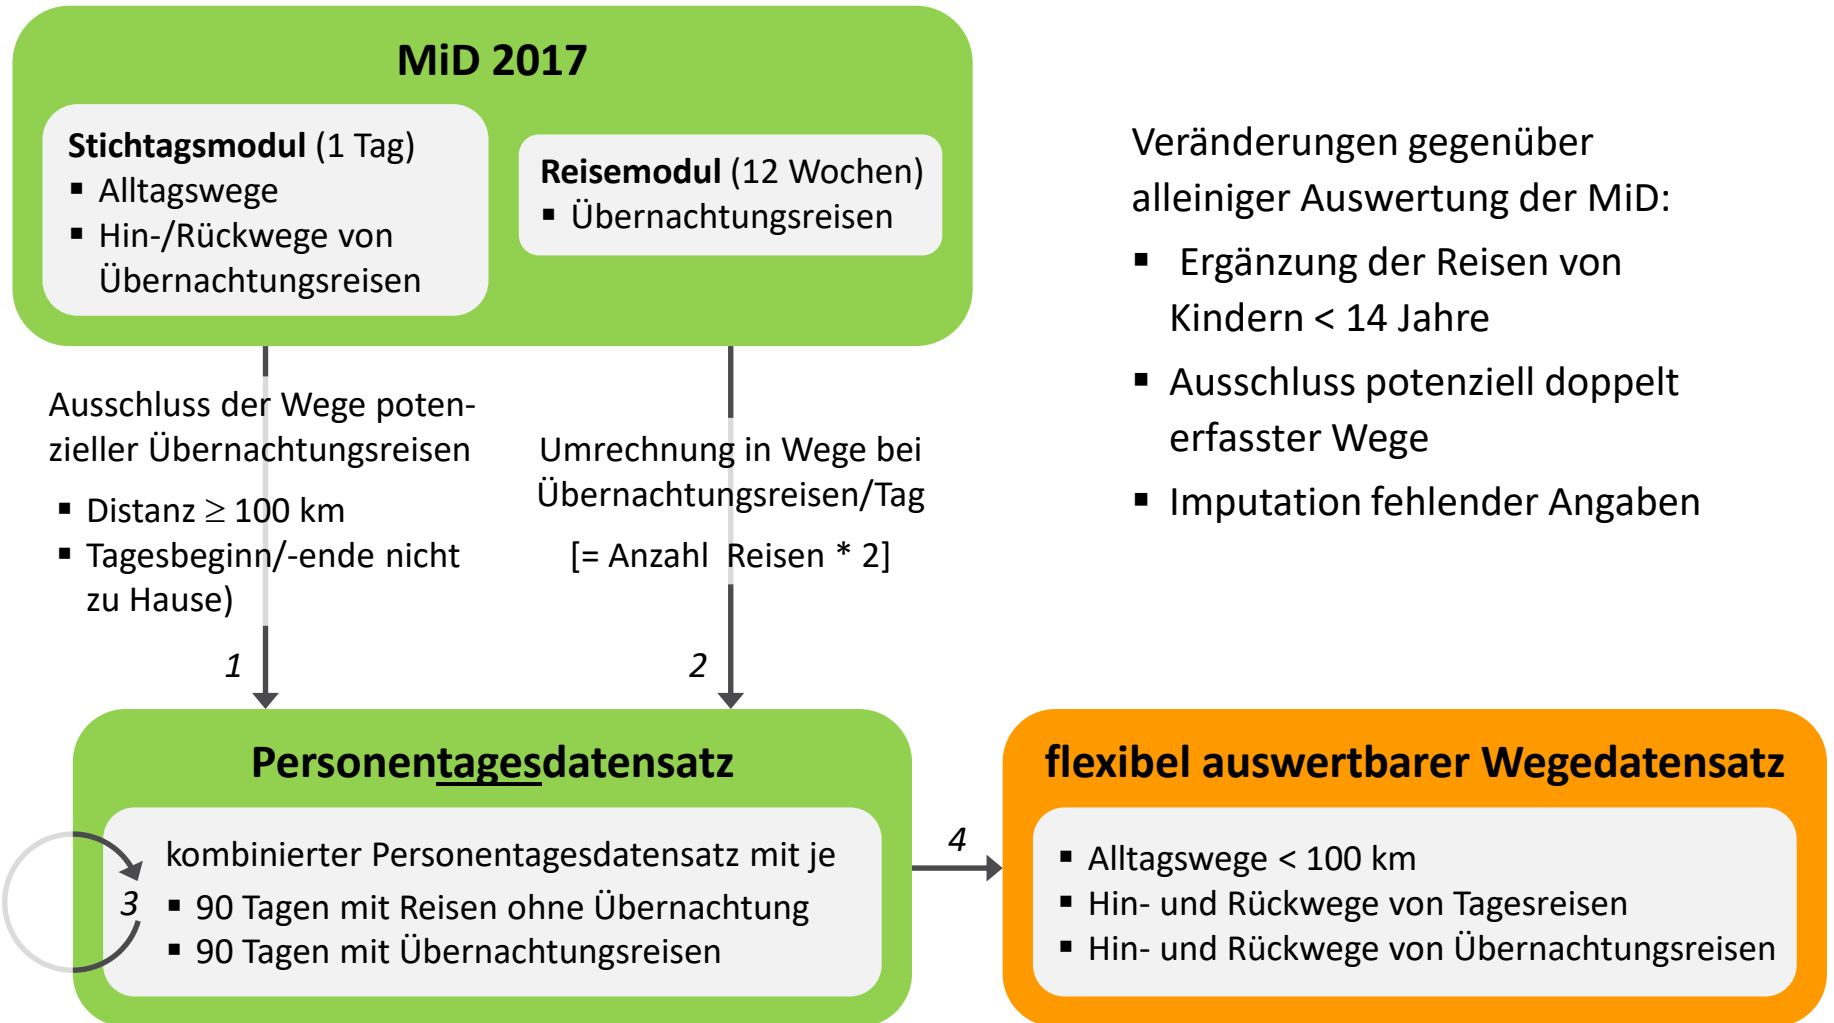 MiD 2017
Stichtagsmodul (1 Tag)
▪ Alltagswege
▪ Hin-/Rückwege von
Übernachtungsreisen
Reisemodul (12 Wochen)
▪ Übernachtungsreisen
Veränderungen gegenüber
alleiniger Auswertung der MiD:
▪ Ergänzung der Reisen von
Kindern < 14 Jahre
▪ Ausschluss potenziell doppelt
erfasster Wege
▪ Imputation fehlender Angaben
Ausschluss der Wege poten-
zieller Übernachtungsreisen
▪ Distanz ≥ 100 km
▪ Tagesbeginn/-ende nicht
zu Hause)
1
Umrechnung in Wege bei
Übernachtungsreisen/Tag
[= Anzahl Reisen * 2]
2
Personentagesdatensatz
kombinierter Personentagesdatensatz mit je
▪ 90 Tagen mit Reisen ohne Übernachtung
▪ 90 Tagen mit Übernachtungsreisen
3
4
flexibel auswertbarer Wegedatensatz
▪ Alltagswege < 100 km
▪ Hin- und Rückwege von Tagesreisen
▪ Hin- und Rückwege von Übernachtungsreisen